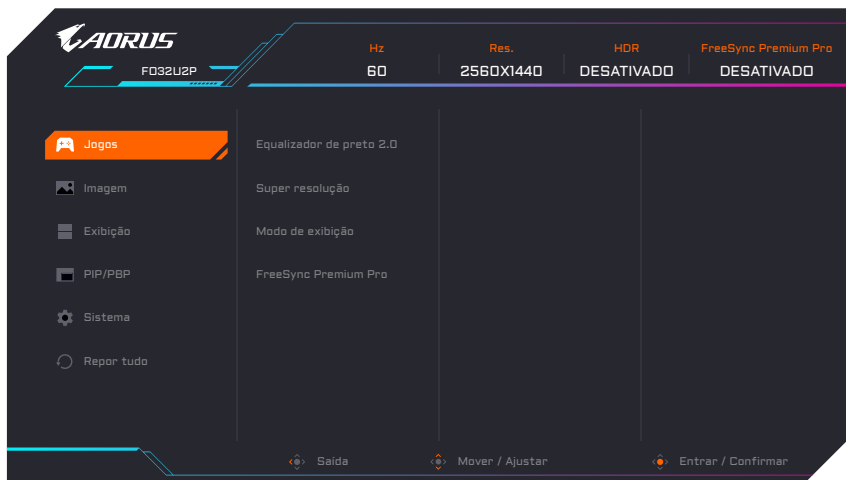 AORUS
FO32U2P
Hz
Res.
HDR
FreeSync Premium Pro
60
2560X1440
DESATIVADO
DESATIVADO
Jogos
Imagem
Exibição
PIP/PBP
Sistema
Repor tudo
Equalizador de preto 2.0
Super resolução
Modo de exibição
FreeSync Premium Pro
Saída
Mover / Ajustar
Entrar / Confirmar